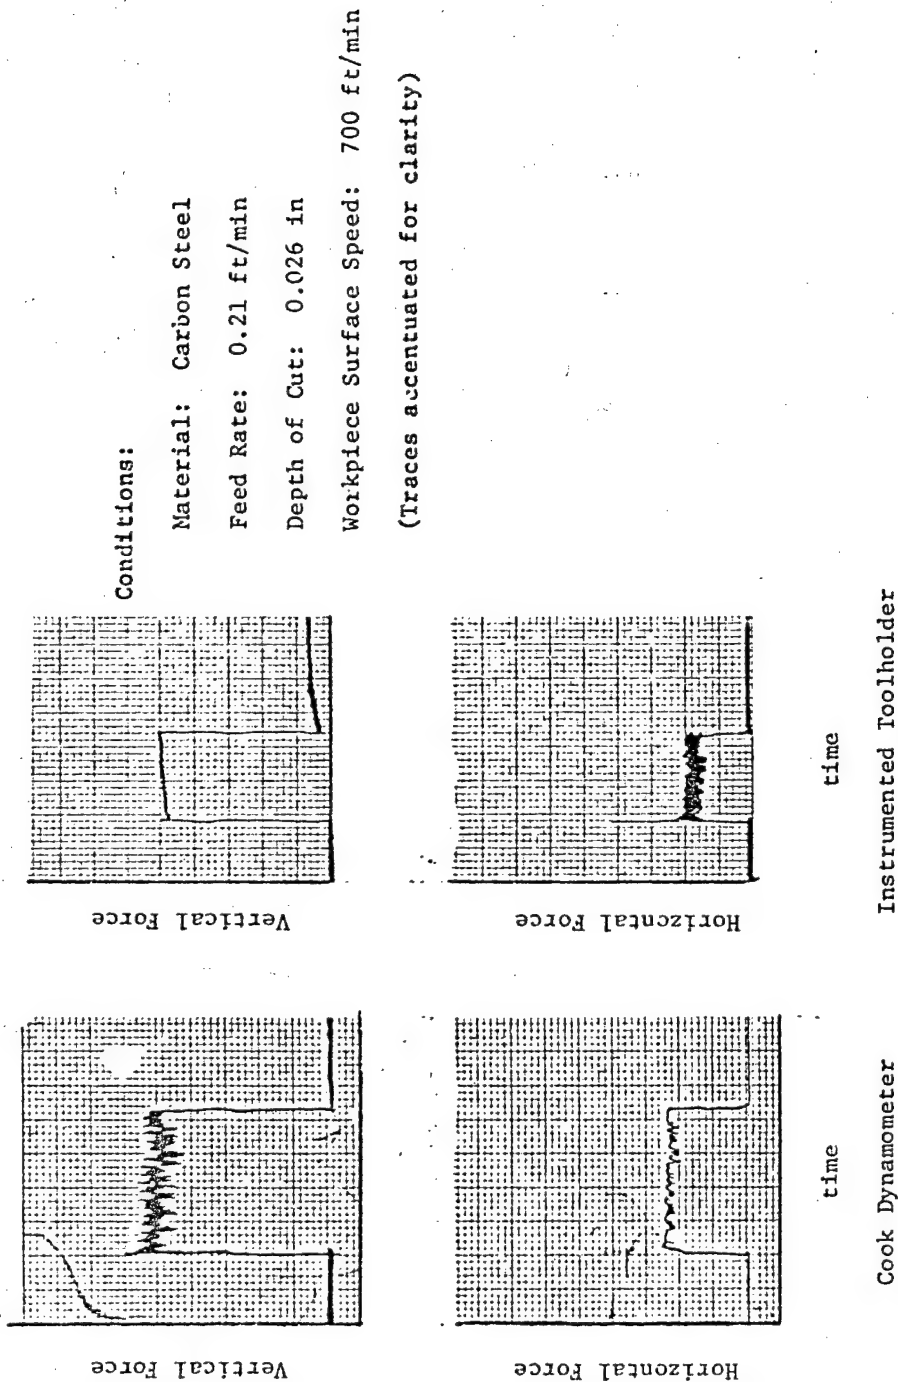 Conditions:
Material: Carbon Steel
Feed Rate: 0.21 ft/min
Depth of Cut: 0.026 in
Workpiece Surface Speed: 700 ft/min
(Traces accentuated for clarity)
Vertical Force
Vertical Force
Horizontal Force
Horizontal Force
time
time
Cook Dynamometer
Instrumented Toolholder